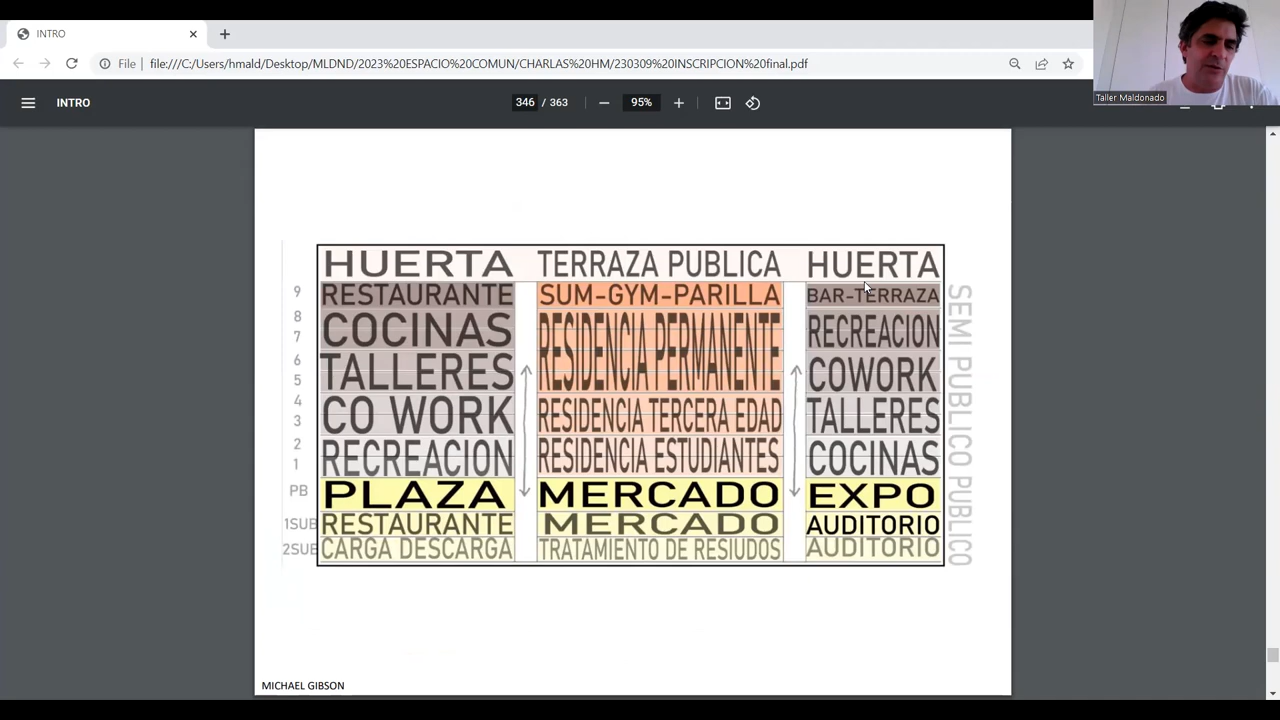 INTRO
File file:///C:/Users/hmald/Desktop/MLDND/2023%20ESPACIO%20COMUN/CHARLAS%20HM/230309%20INSCRIPCION%20final.pdf
INTRO 346 / 363 95%
Taller Maldonado
HUERTA TERRAZA PUBLICA HUERTA
9 RESTAURANTE SUM-GYM-PARILLA BAR-TERRAZA
8
7 COCINAS RESIDENCIA PERMANENTE RECREACION
6
5 TALLERES COWORK
4
3 CO WORK RESIDENCIA TERCERA EDAD TALLERES
2
1 RECREACION RESIDENCIA ESTUDIANTES COCINAS
PB PLAZA MERCADO EXPO
1SUB RESTAURANTE MERCADO AUDITORIO
2SUB CARGA DESCARGA TRATAMIENTO DE RESIUDOS AUDITORIO
SEMI PUBLICO PUBLICO
MICHAEL GIBSON